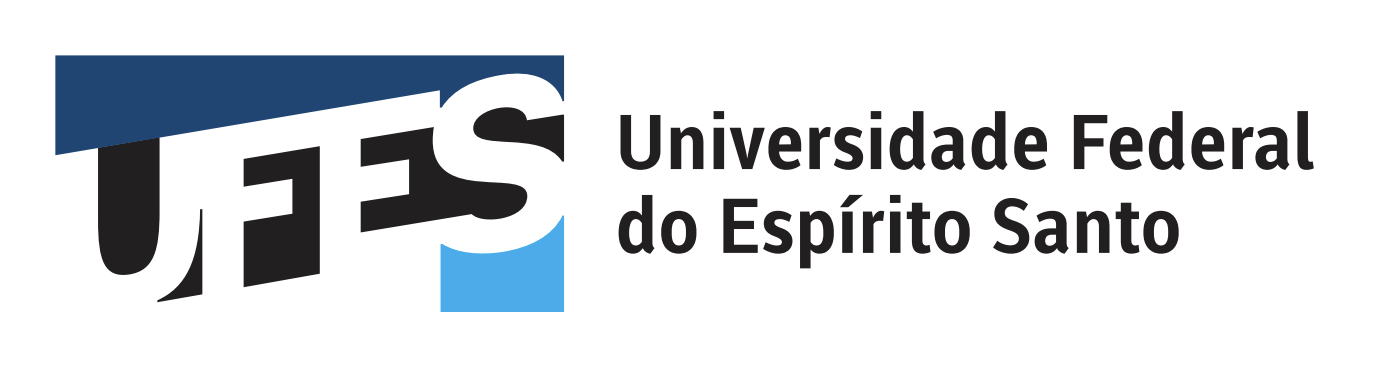 UFES
Universidade Federal
do Espírito Santo